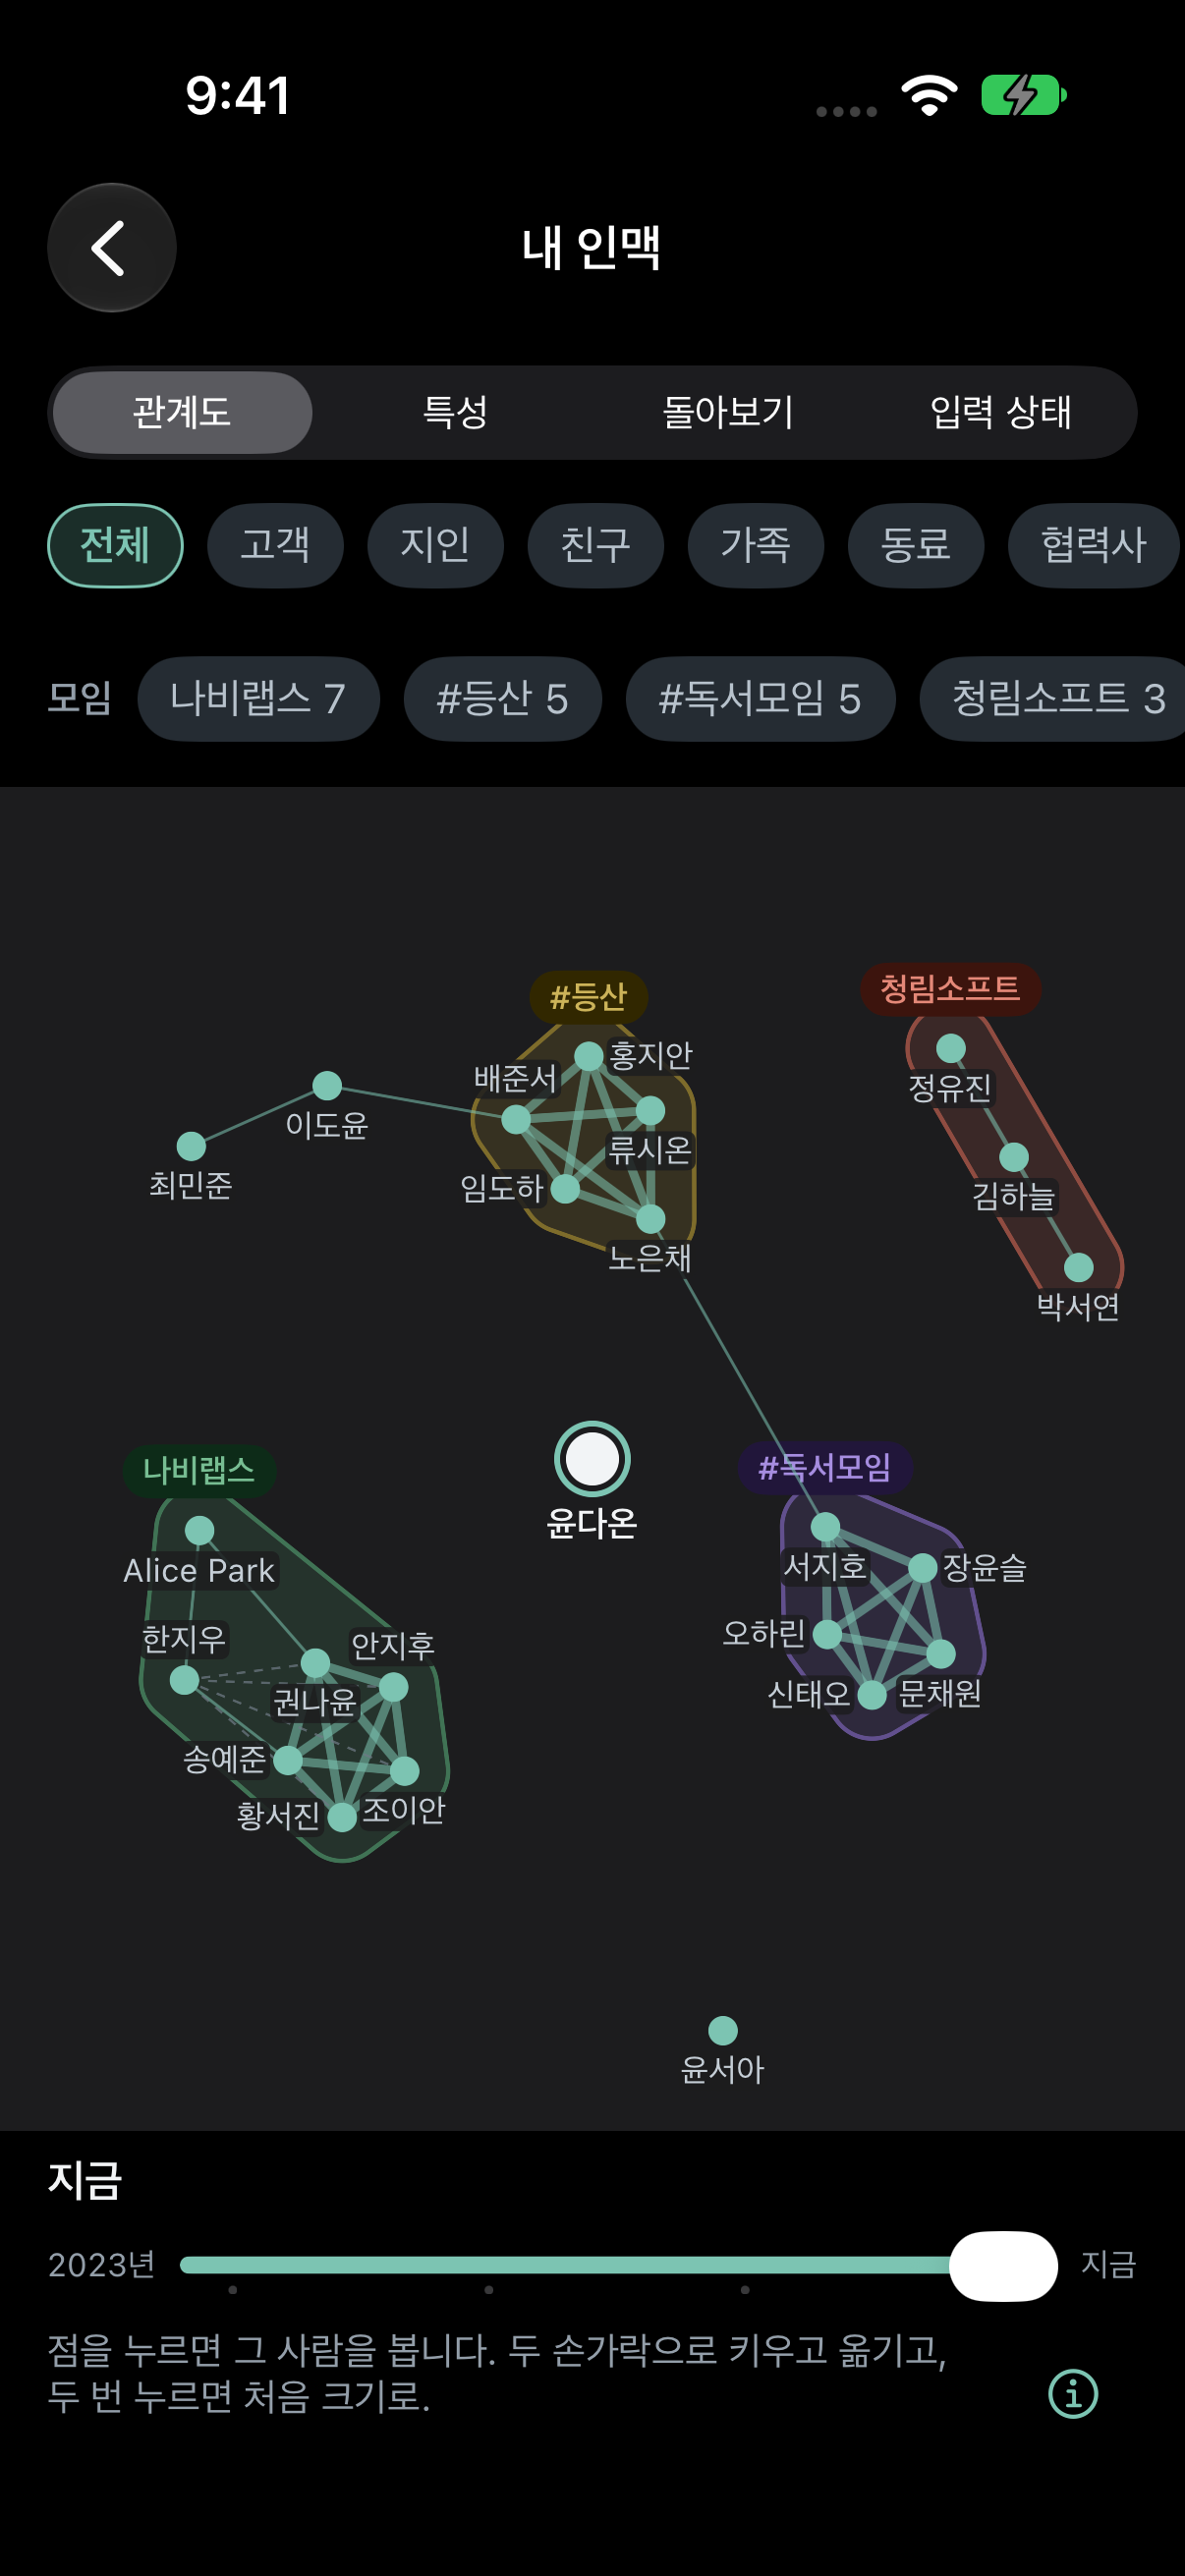 9:41
내 인맥
관계도 특성 돌아보기 입력 상태
전체 고객 지인 친구 가족 동료 협력사
모임 나비랩스 7 #등산 5 #독서모임 5 청림소프트 3
청림소프트
#등산
정유진
홍지안
배준서
이도윤
류시온
최민준
임도하
김하늘
노은채
박서연
나비랩스
#독서모임
윤다온
Alice Park
서지호
장윤슬
한지우
오하린
안지후
권나윤
신태오
문채원
송예준
황서진
조이안
윤서아
지금
2023년 지금
점을 누르면 그 사람을 봅니다. 두 손가락으로 키우고 옮기고,
두 번 누르면 처음 크기로.